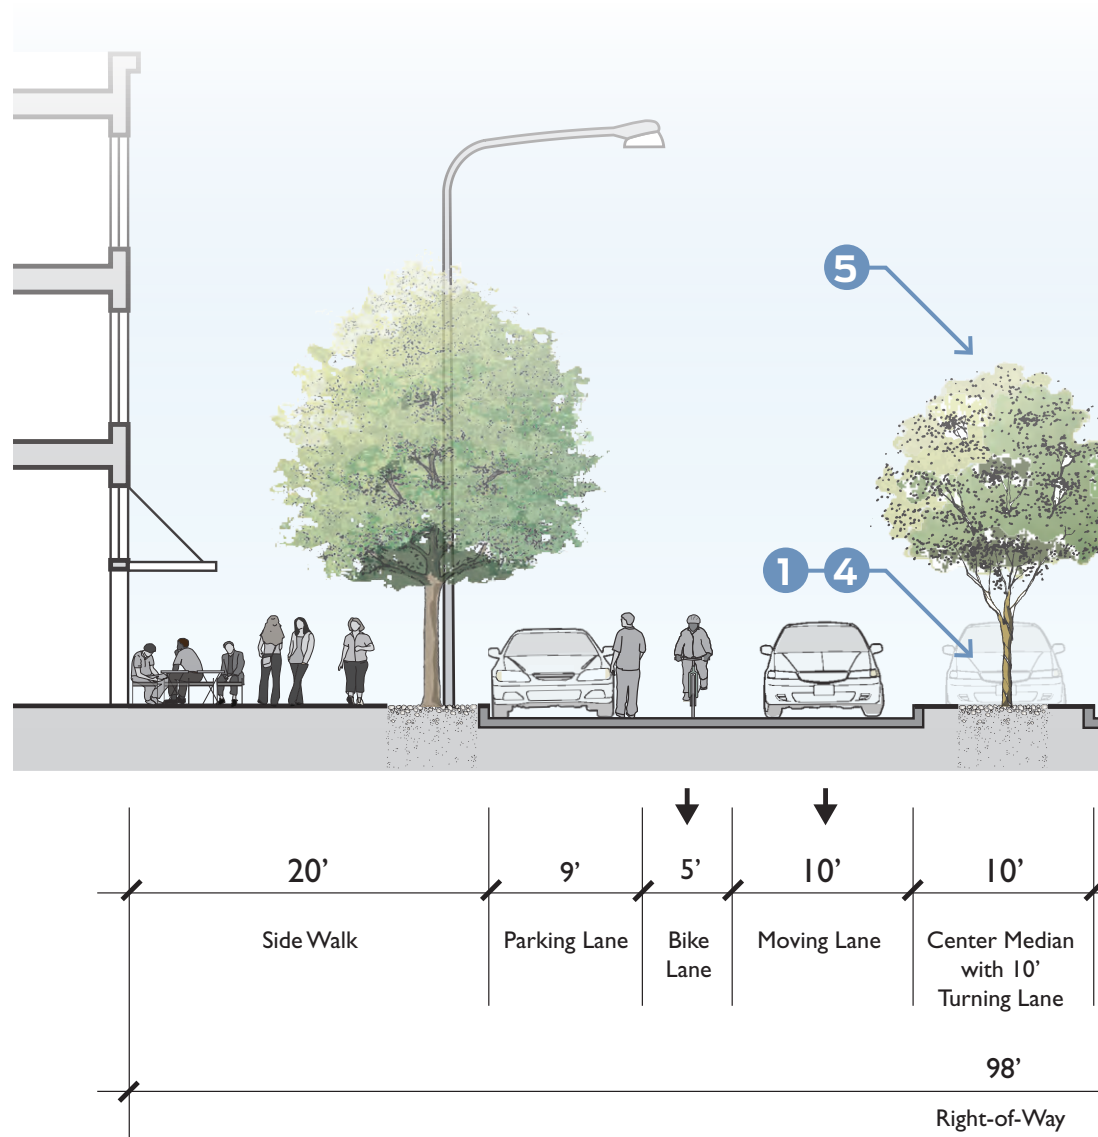 5
1 4
20’ 9’ 5’ 10’ 10’
Side Walk Parking Lane Bike Moving Lane Center Median
Lane with 10’
Turning Lane
98’
Right-of-Way